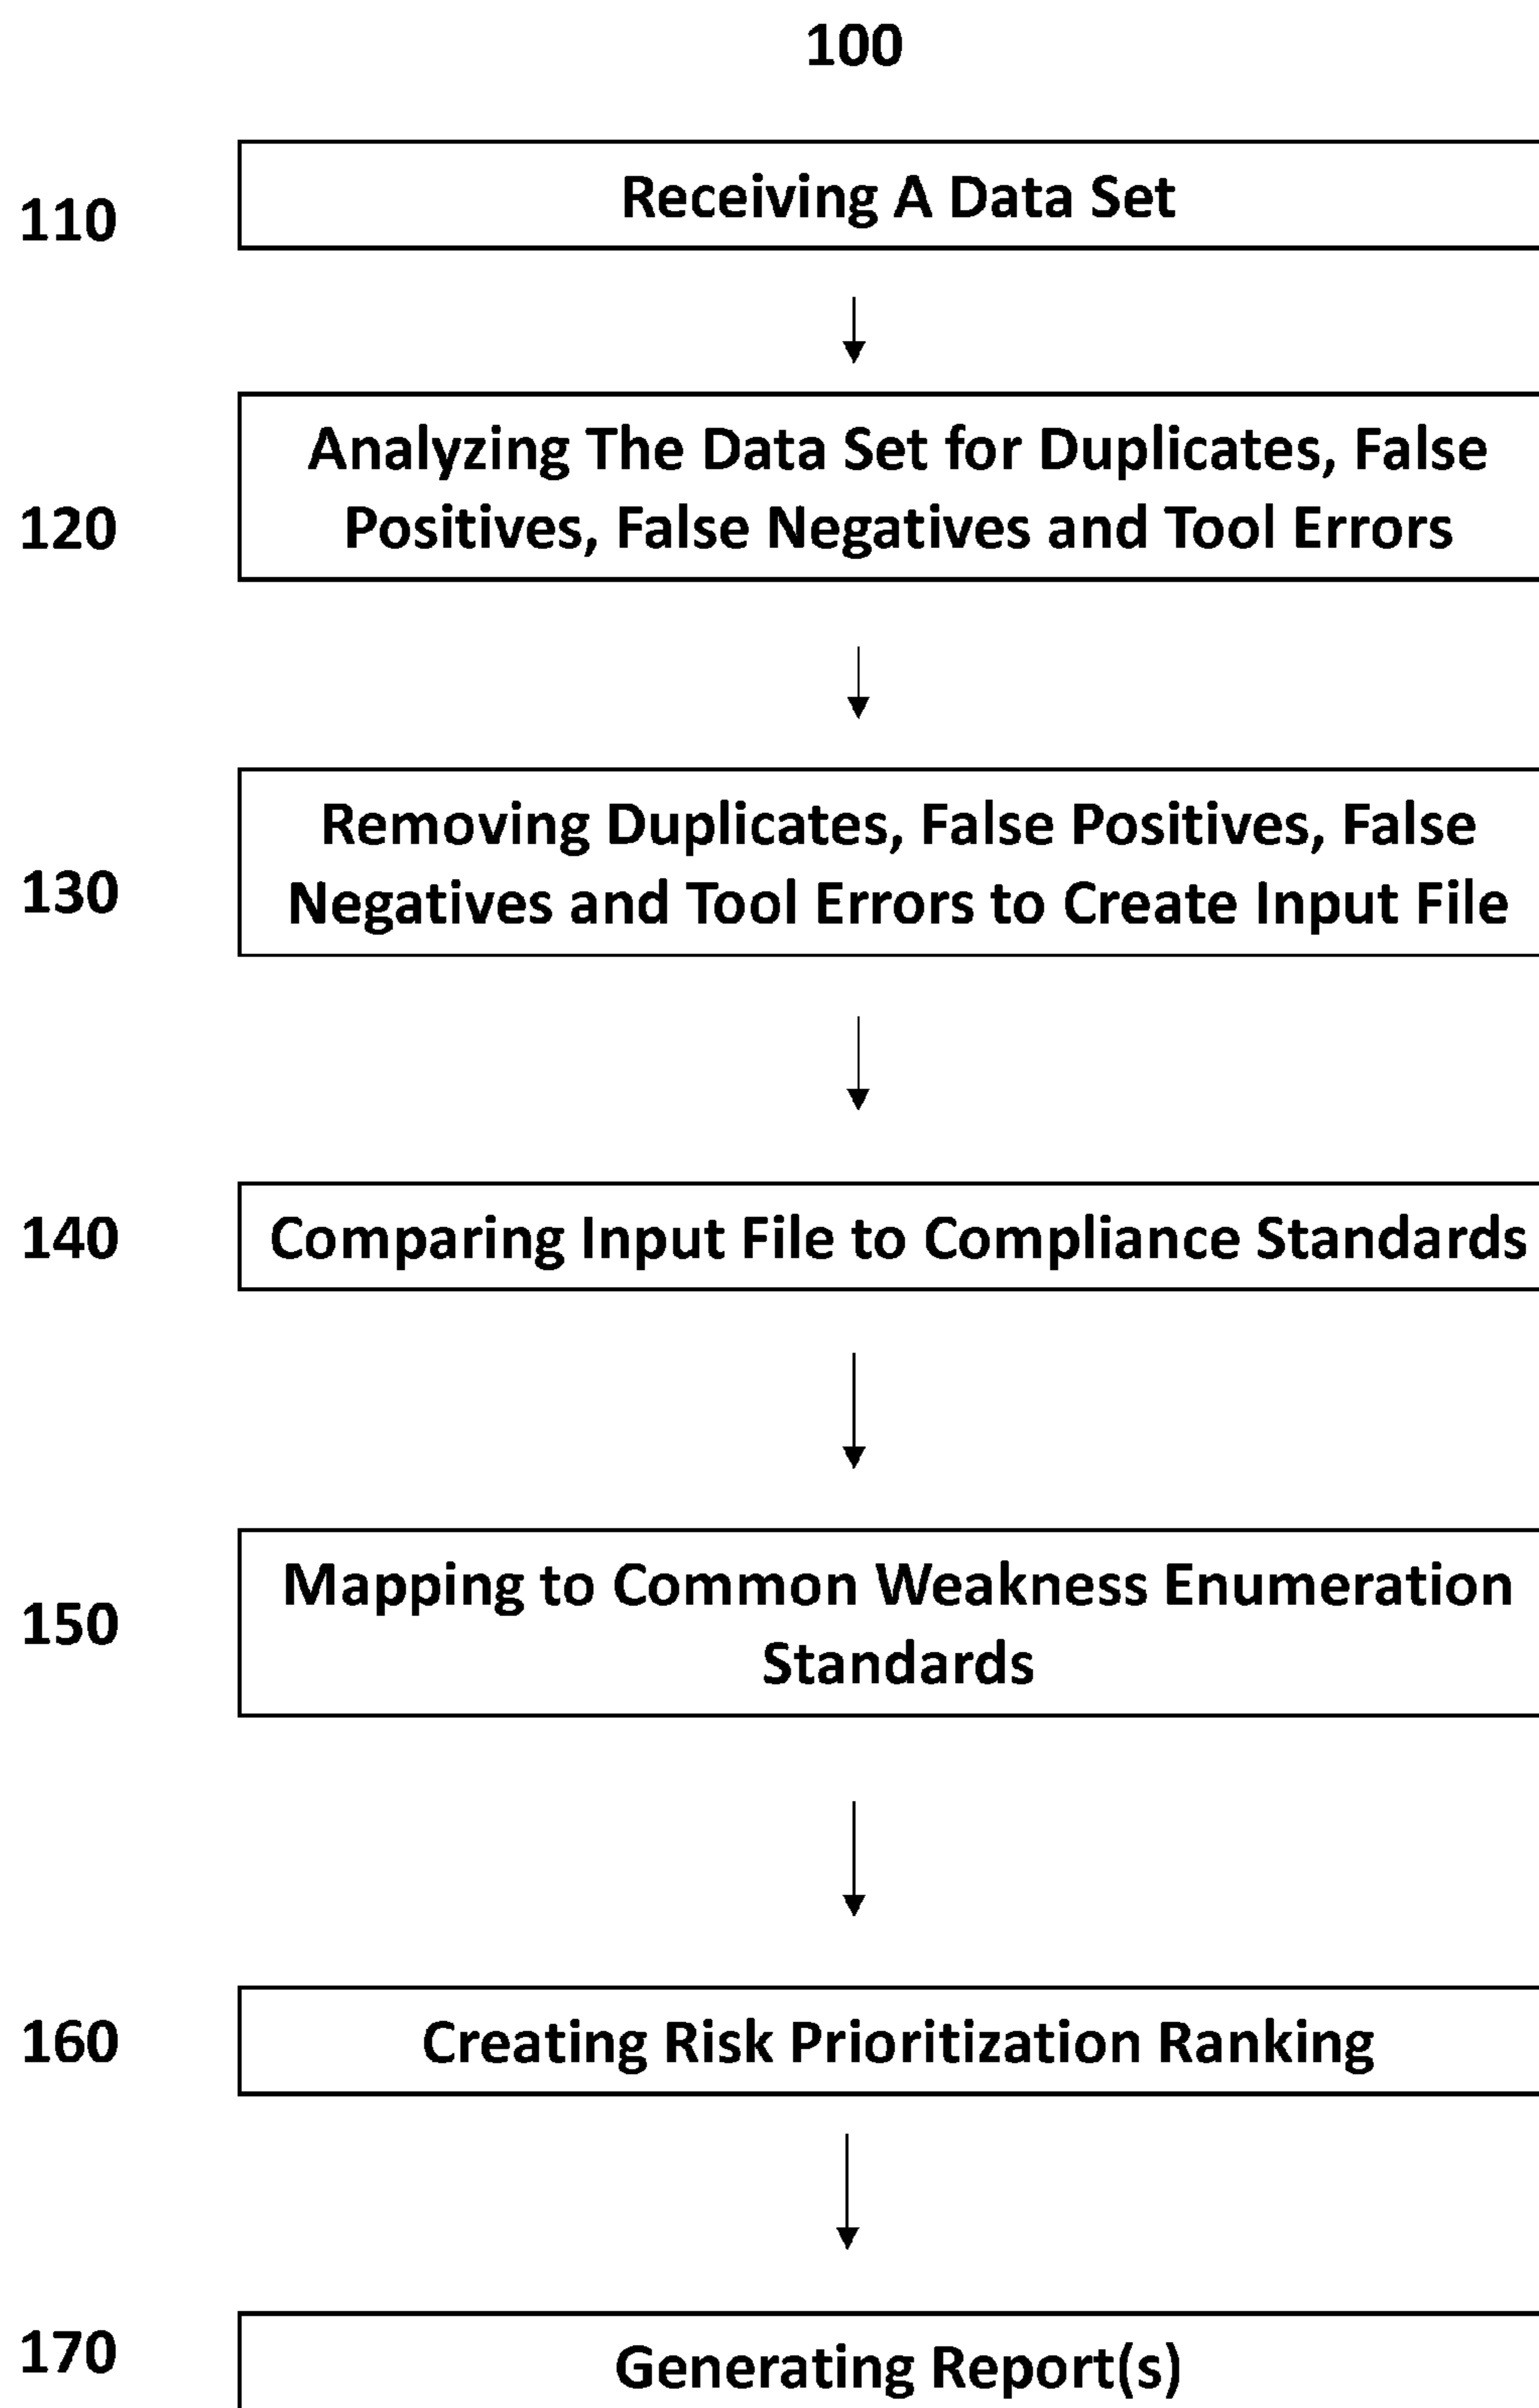 100
110
Receiving A Data Set
120
Analyzing The Data Set for Duplicates, False
Positives, False Negatives and Tool Errors
130
Removing Duplicates, False Positives, False
Negatives and Tool Errors to Create Input File
140
Comparing Input File to Compliance Standards
150
Mapping to Common Weakness Enumeration
Standards
160
Creating Risk Prioritization Ranking
170
Generating Report(s)